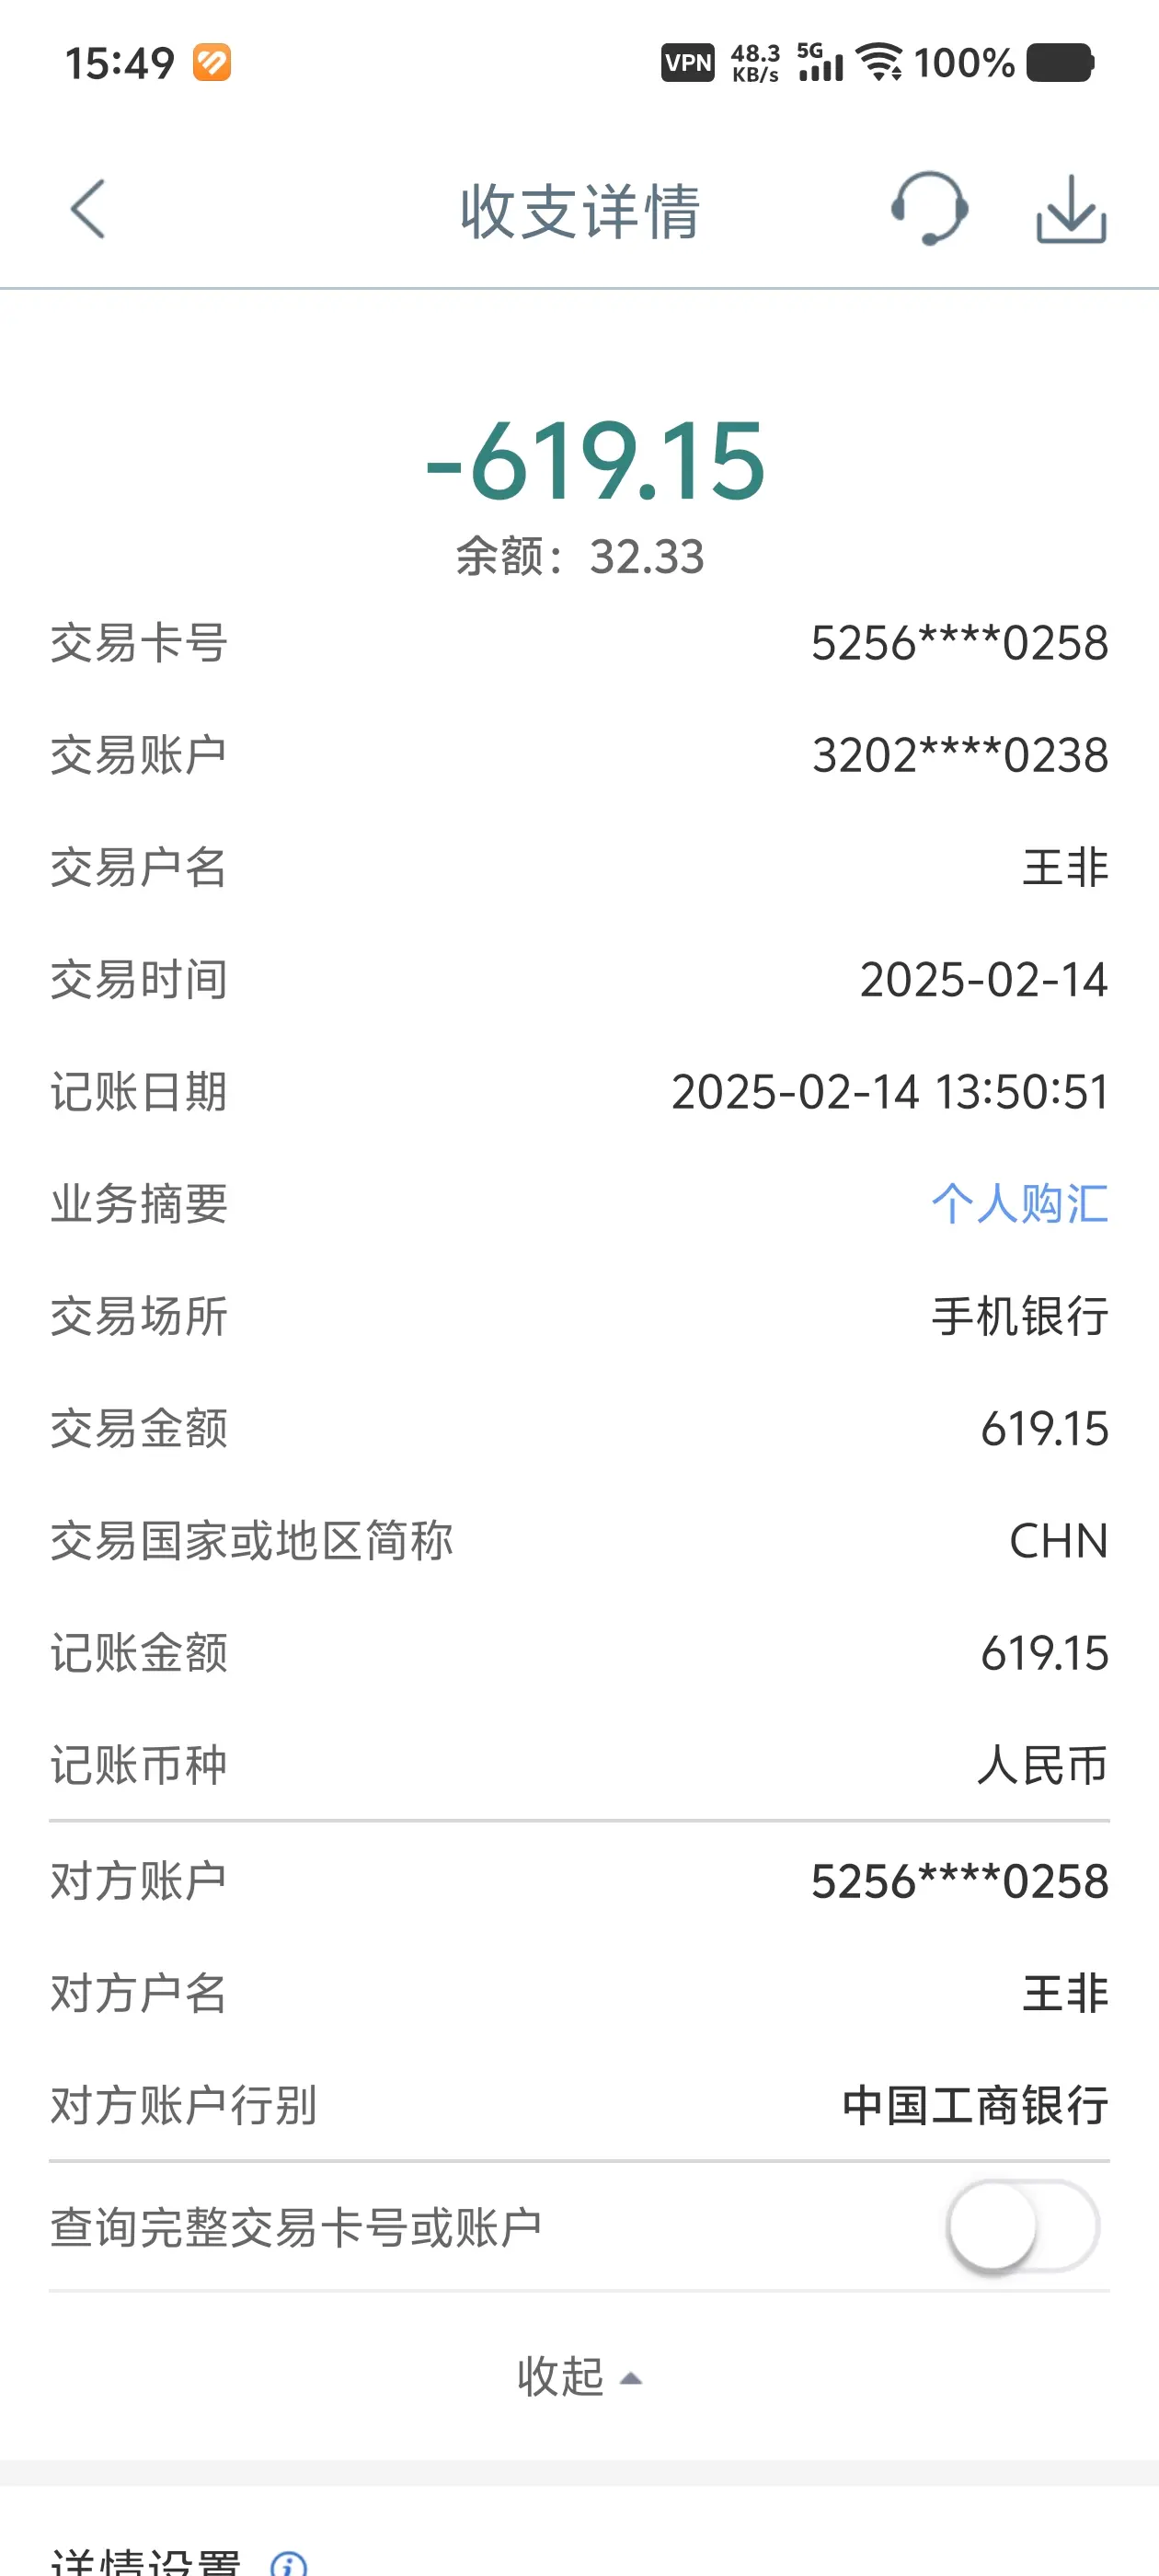 15:49 VPN 48.3 KB/s 5G 100%
收支详情
-619.15
余额：32.33
交易卡号 5256****0258
交易账户 3202****0238
交易户名 王非
交易时间 2025-02-14
记账日期 2025-02-14 13:50:51
业务摘要 个人购汇
交易场所 手机银行
交易金额 619.15
交易国家或地区简称 CHN
记账金额 619.15
记账币种 人民币
对方账户 5256****0258
对方户名 王非
对方账户行别 中国工商银行
查询完整交易卡号或账户
收起
详情设置